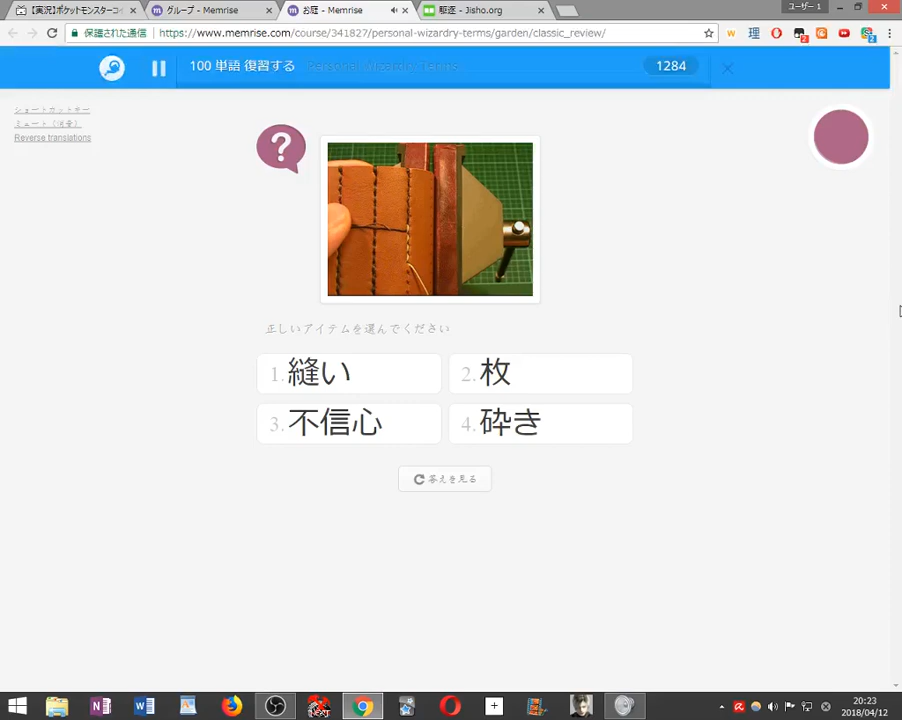 【実況】ポケットモンスターコイ
グループ - Memrise
お冠 - Memrise
駆逐 - Jisho.org
ユーザー 1
保護された通信
https://www.memrise.com/course/341827/personal-wizardry-terms/garden/classic_review/
100 単語 復習する
Personal Wizardry Terms
1284
ショートカットキー
ミュート（消音）
Reverse translations
?
正しいアイテムを選んでください
1. 縫い
2. 枚
3. 不信心
4. 砕き
答えを見る
20:23
2018/04/12